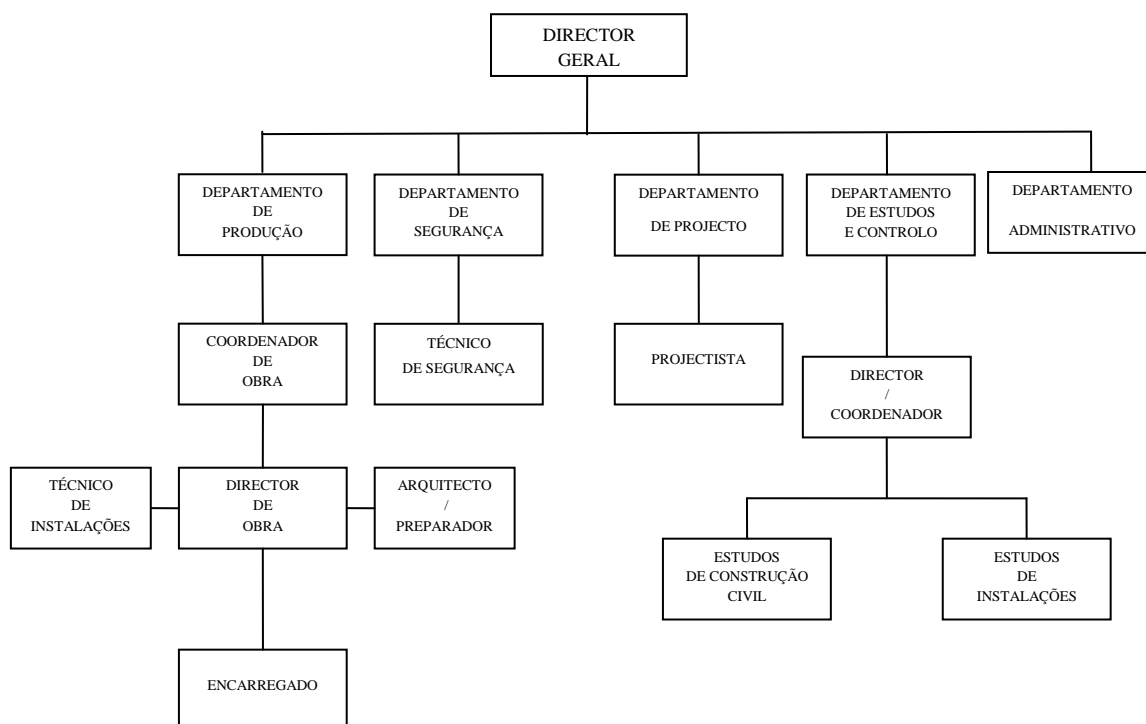 DIRECTOR
GERAL
DEPARTAMENTO
DE
PRODUÇÃO
DEPARTAMENTO
DE
SEGURANÇA
DEPARTAMENTO
DE PROJECTO
DEPARTAMENTO
DE ESTUDOS
E CONTROLO
DEPARTAMENTO
ADMINISTRATIVO
COORDENADOR
DE
OBRA
TÉCNICO
DE SEGURANÇA
PROJECTISTA
DIRECTOR
/
COORDENADOR
TÉCNICO
DE
INSTALAÇÕES
DIRECTOR
DE
OBRA
ARQUITECTO
/
PREPARADOR
ESTUDOS
DE CONSTRUÇÃO
CIVIL
ESTUDOS
DE
INSTALAÇÕES
ENCARREGADO